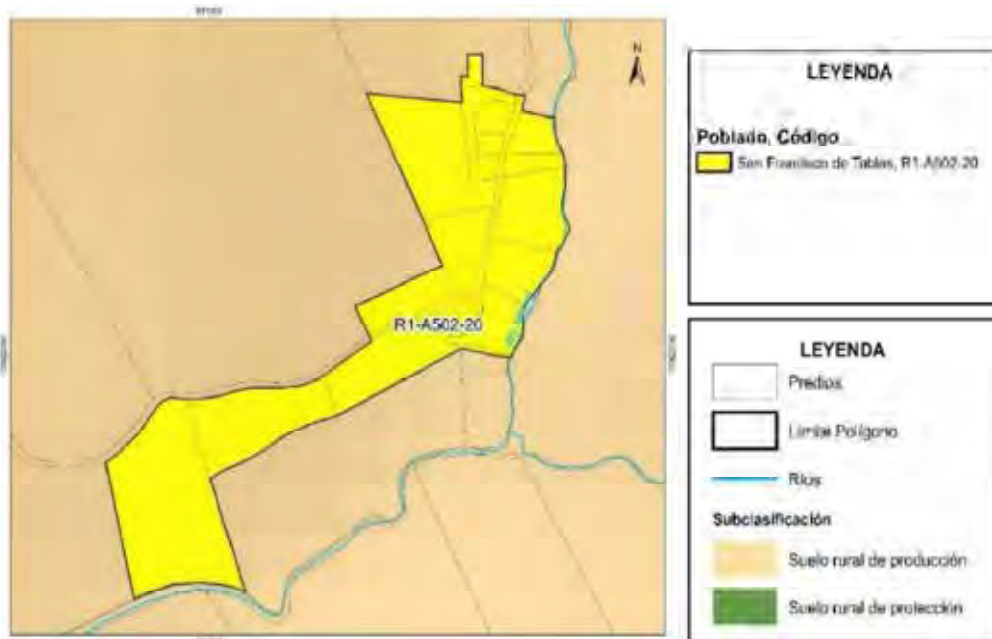 N
R1-A502-20
LEYENDA
Poblado, Código
San Francisco de Tablas, R1-A502-20
LEYENDA
Predios
Limite Polígono
Rios
Subclasificación
Suelo rural de producción
Suelo rural de protección